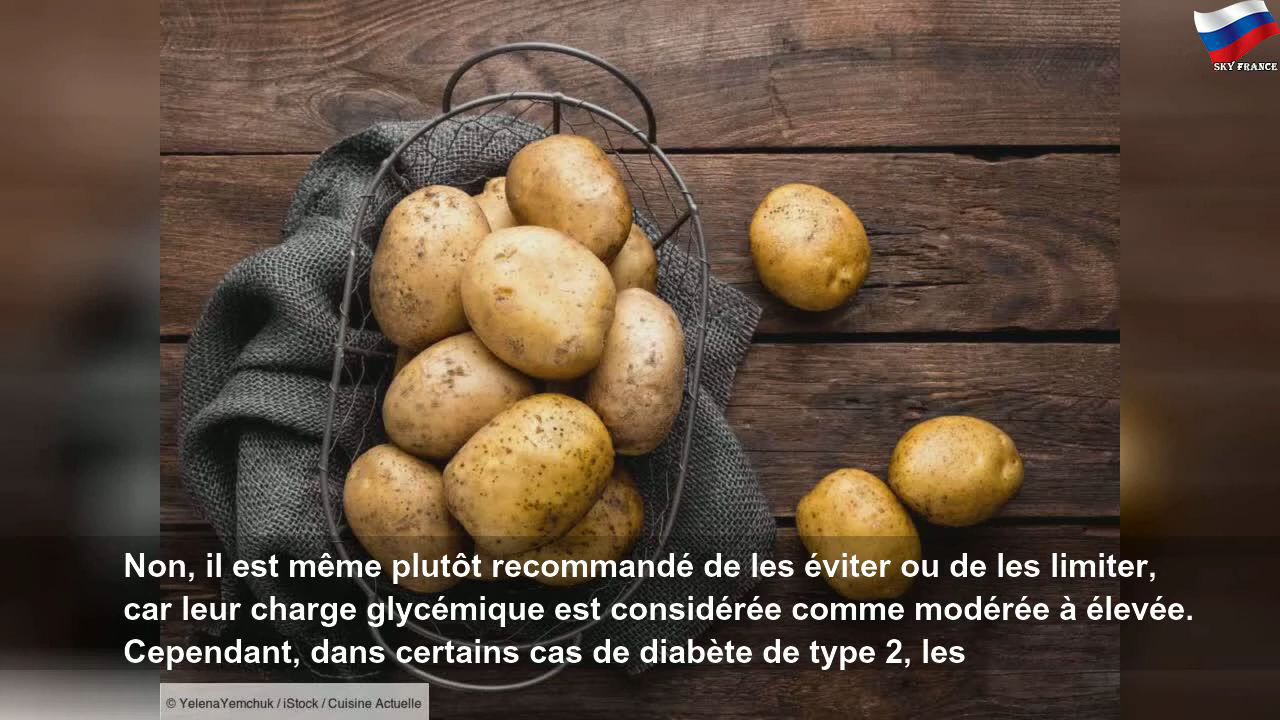 SKY FRANCE
Non, il est même plutôt recommandé de les éviter ou de les limiter,
car leur charge glycémique est considérée comme modérée à élevée.
Cependant, dans certains cas de diabète de type 2, les
© YelenaYemchuk / iStock / Cuisine Actuelle